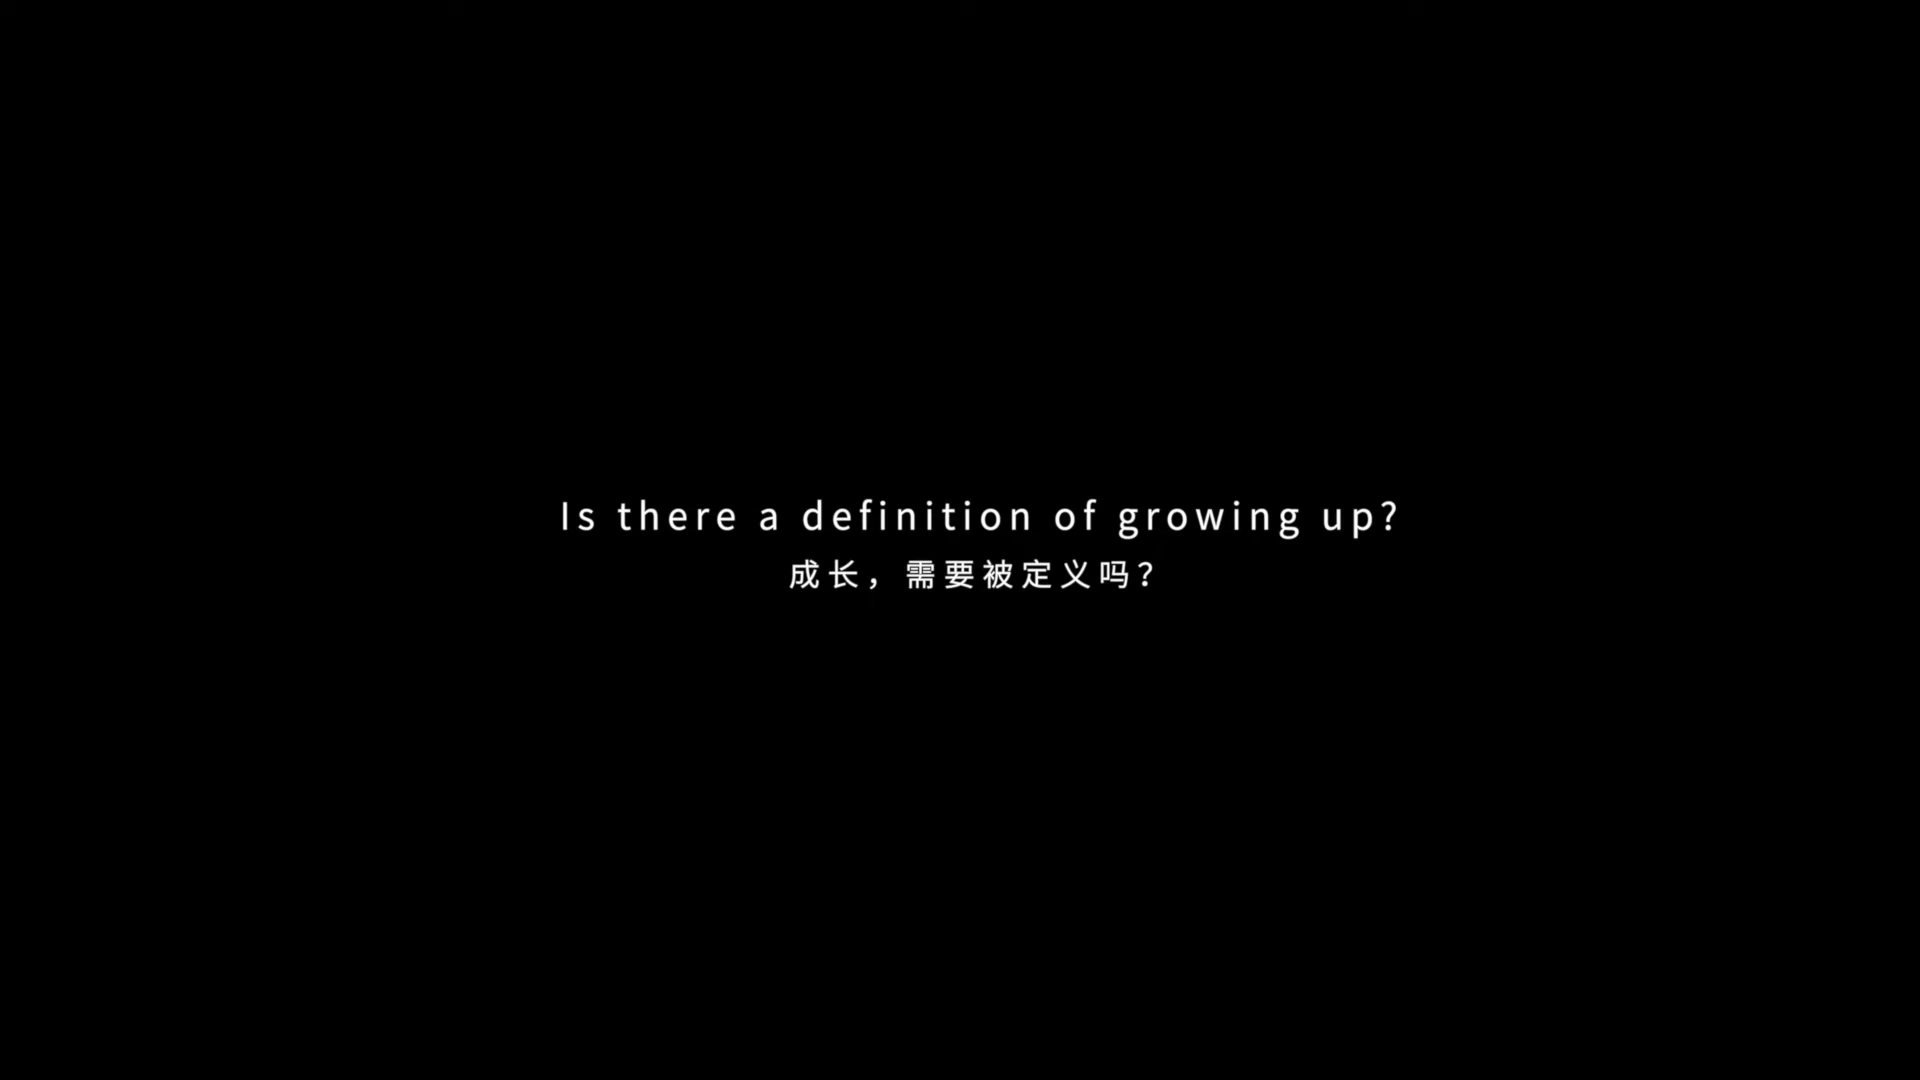 Is there a definition of growing up?
成长，需要被定义吗？